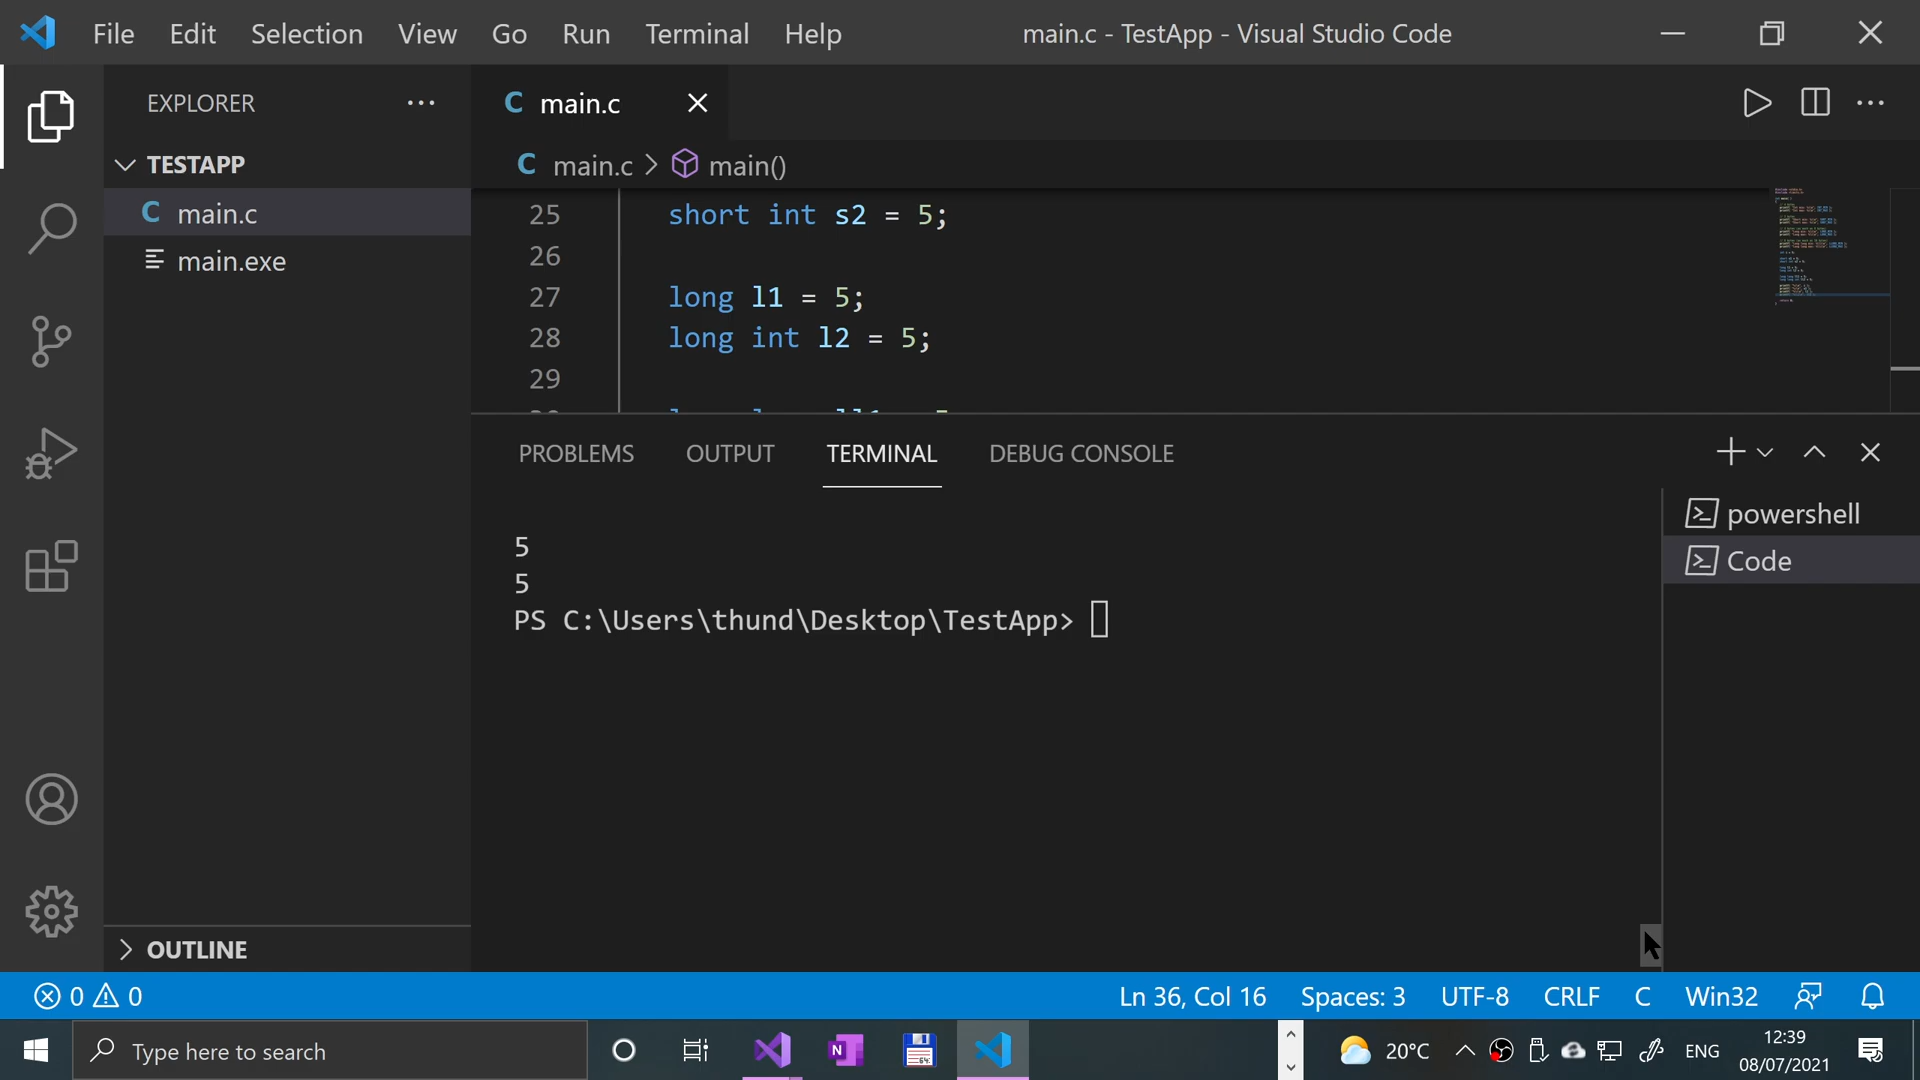 File Edit Selection View Go Run Terminal Help main.c - TestApp - Visual Studio Code
EXPLORER
C main.c
TESTAPP
C main.c > main()
C main.c
main.exe
25 short int s2 = 5;
26
27 long l1 = 5;
28 long int l2 = 5;
29
PROBLEMS OUTPUT TERMINAL DEBUG CONSOLE
5
5
PS C:\Users\thund\Desktop\TestApp>
powershell
Code
OUTLINE
0 0 Ln 36, Col 16 Spaces: 3 UTF-8 CRLF C Win32
Type here to search
N
64
20°C
ENG
12:39
08/07/2021